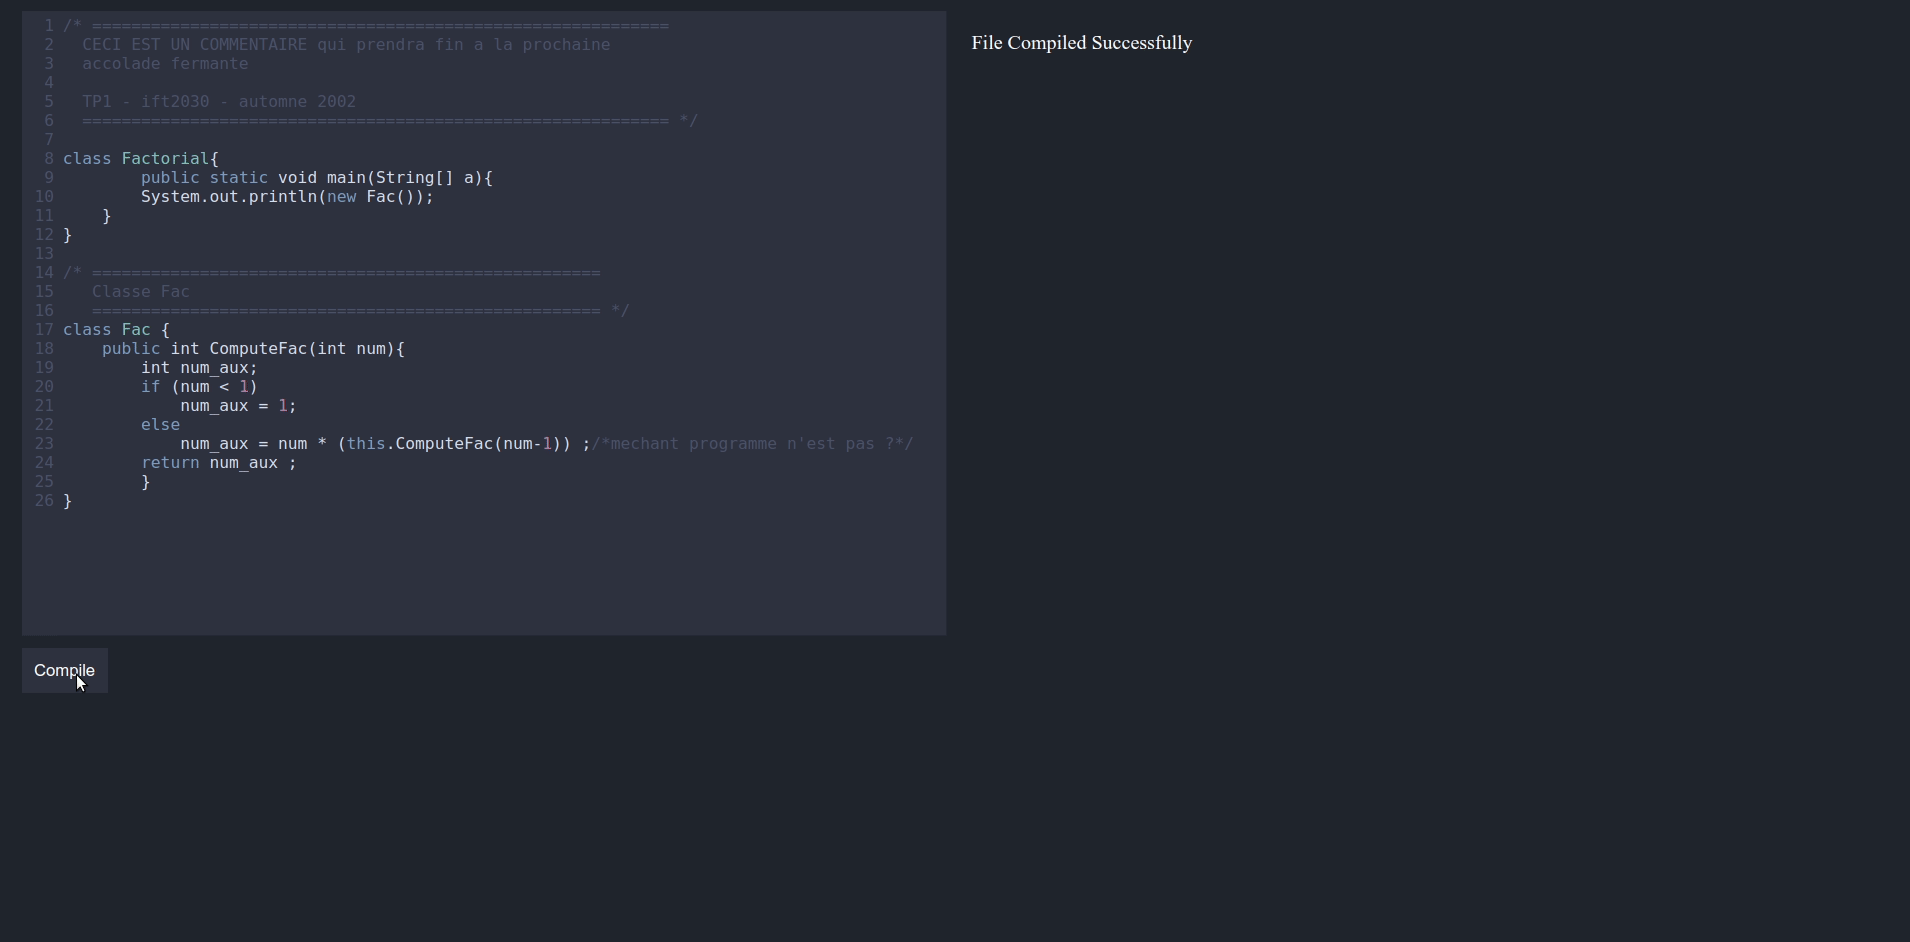 1 /* ===========================================================
2   CECI EST UN COMMENTAIRE qui prendra fin a la prochaine
3   accolade fermante
4
5   TP1 - ift2030 - automne 2002
6   ============================================================ */
7
8 class Factorial{
9         public static void main(String[] a){
10         System.out.println(new Fac());
11     }
12 }
13
14 /* ====================================================
15    Classe Fac
16    ==================================================== */
17 class Fac {
18     public int ComputeFac(int num){
19         int num_aux;
20         if (num < 1)
21             num_aux = 1;
22         else
23             num_aux = num * (this.ComputeFac(num-1)) ;/*mechant programme n'est pas ?*/
24         return num_aux ;
25         }
26 }
File Compiled Successfully
Compile